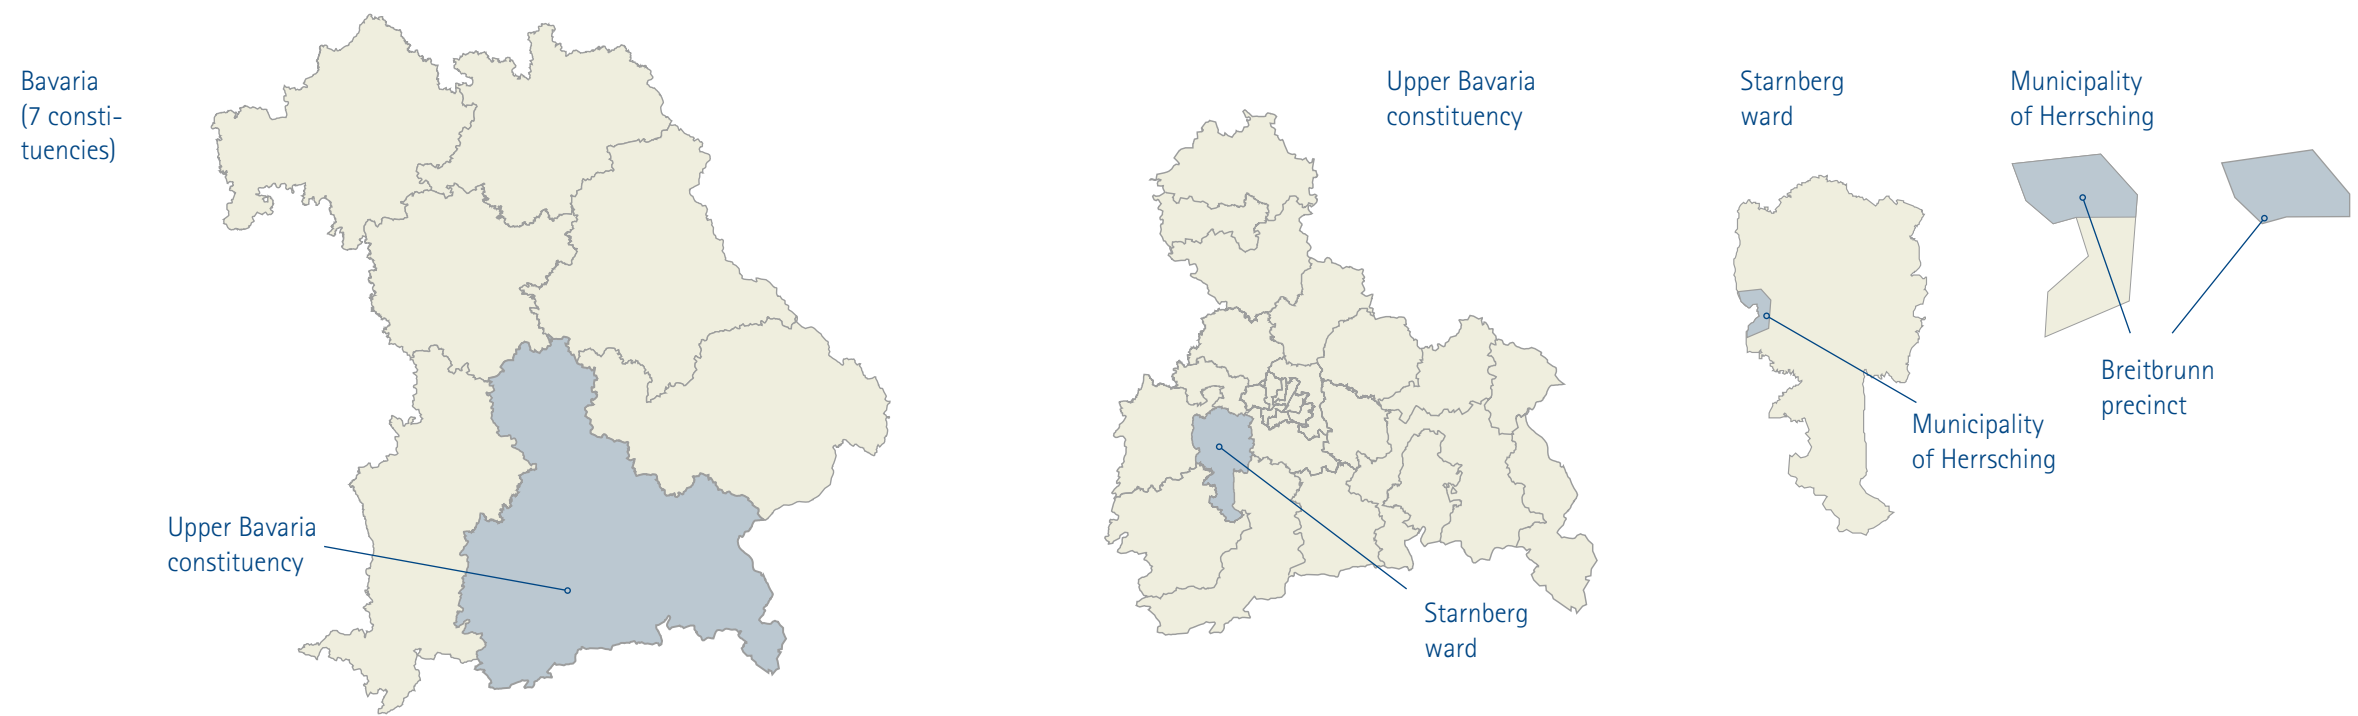 Bavaria
(7 consti-
tuencies)
Upper Bavaria
constituency
Upper Bavaria
constituency
Starnberg
ward
Starnberg
ward
Municipality
of Herrsching
Municipality
of Herrsching
Breitbrunn
precinct